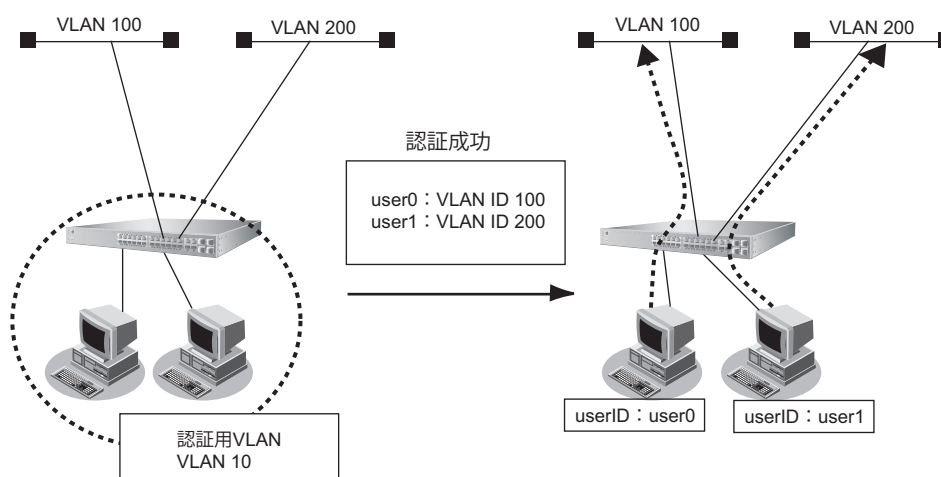 VLAN 100
VLAN 200
認証用VLAN
VLAN 10
認証成功
user0：VLAN ID 100
user1：VLAN ID 200
VLAN 100
VLAN 200
userID：user0
userID：user1